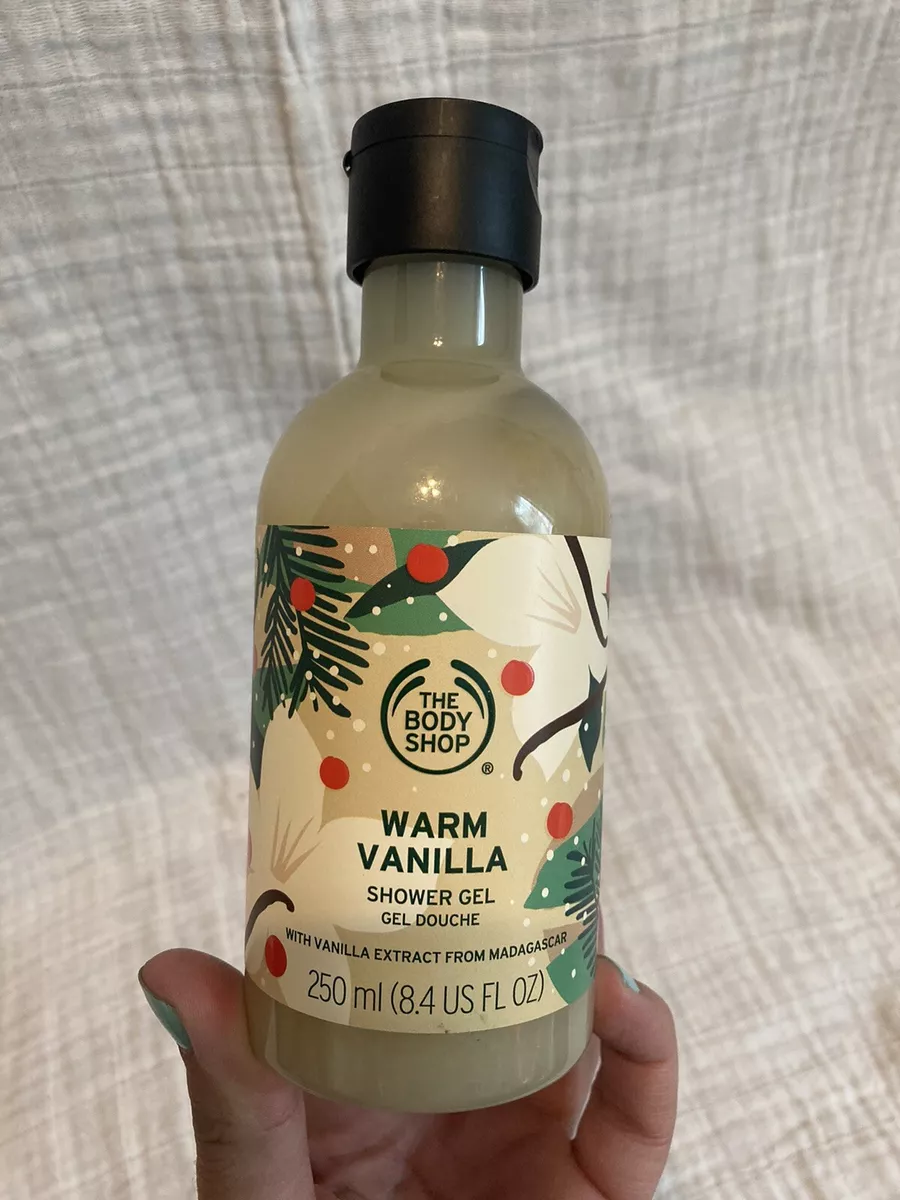 THE
BODY
SHOP
®
WARM
VANILLA
SHOWER GEL
GEL DOUCHE
WITH VANILLA EXTRACT FROM MADAGASCAR
250 ml (8.4 US FL OZ)